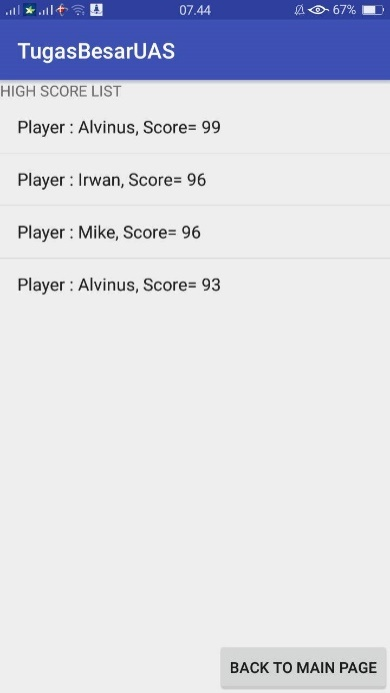 07.44
67%
TugasBesarUAS
HIGH SCORE LIST
Player : Alvinus, Score= 99
Player : Irwan, Score= 96
Player : Mike, Score= 96
Player : Alvinus, Score= 93
BACK TO MAIN PAGE